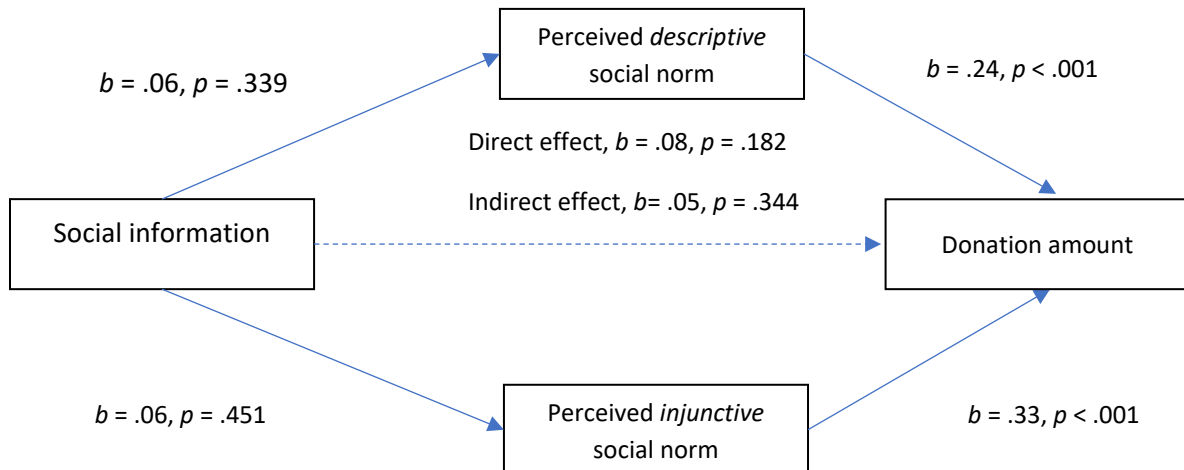 Perceived descriptive
social norm
b = .06, p = .339
b = .24, p < .001
Direct effect, b = .08, p = .182
Indirect effect, b= .05, p = .344
Social information
Donation amount
b = .06, p = .451
Perceived injunctive
social norm
b = .33, p < .001